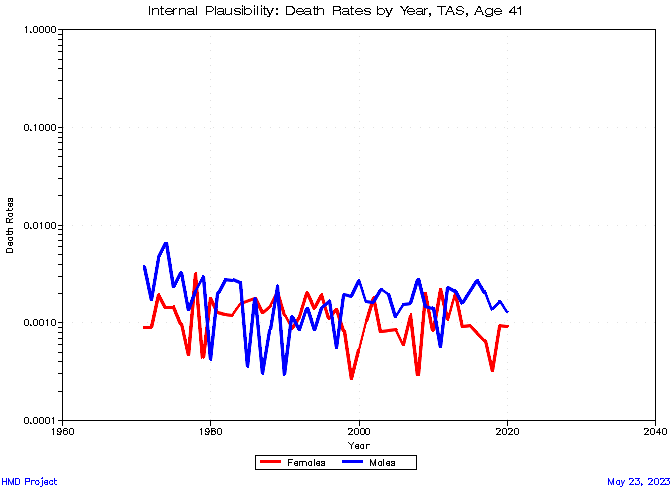 Internal Plausibility: Death Rates by Year, TAS, Age 41
1.0000
0.1000
0.0100
0.0010
0.0001
Death Rates
1960
1980
2000
2020
2040
Year
Females
Males
HMD Project
May 23, 2023